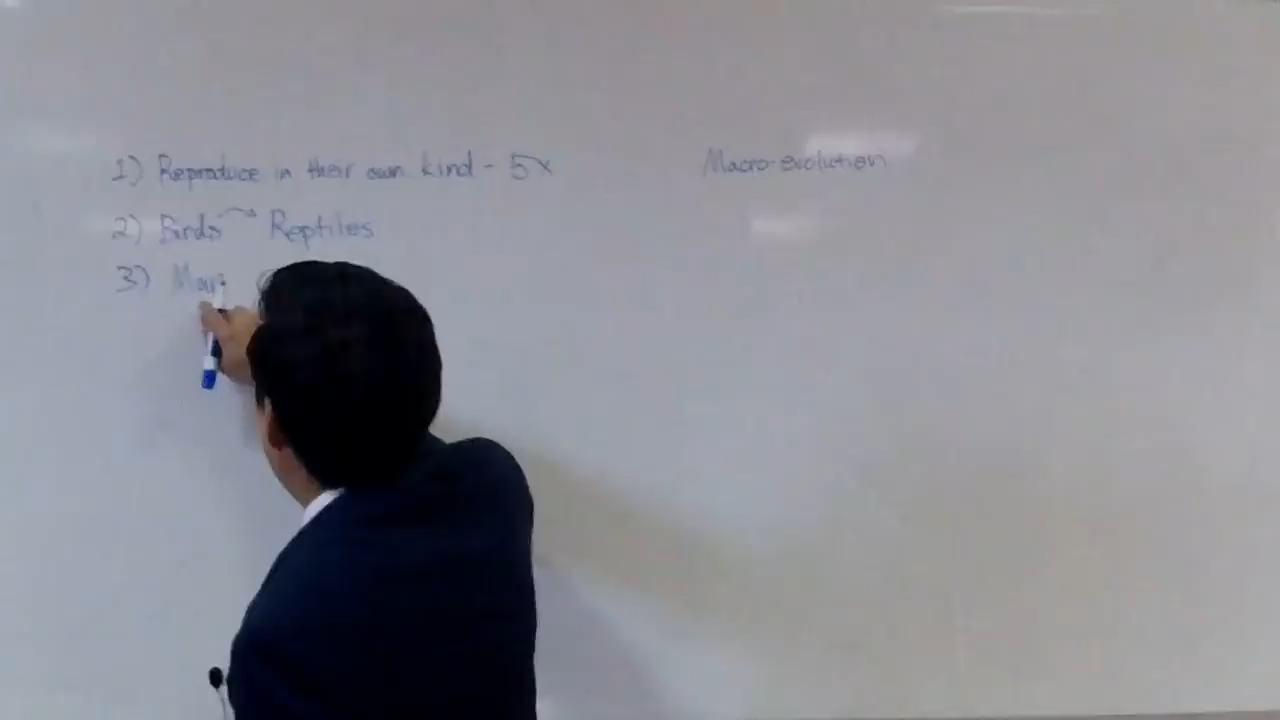 1) Reproduce in their own kind - 5x
Macro-evolution
2) Birds → Reptiles
3)